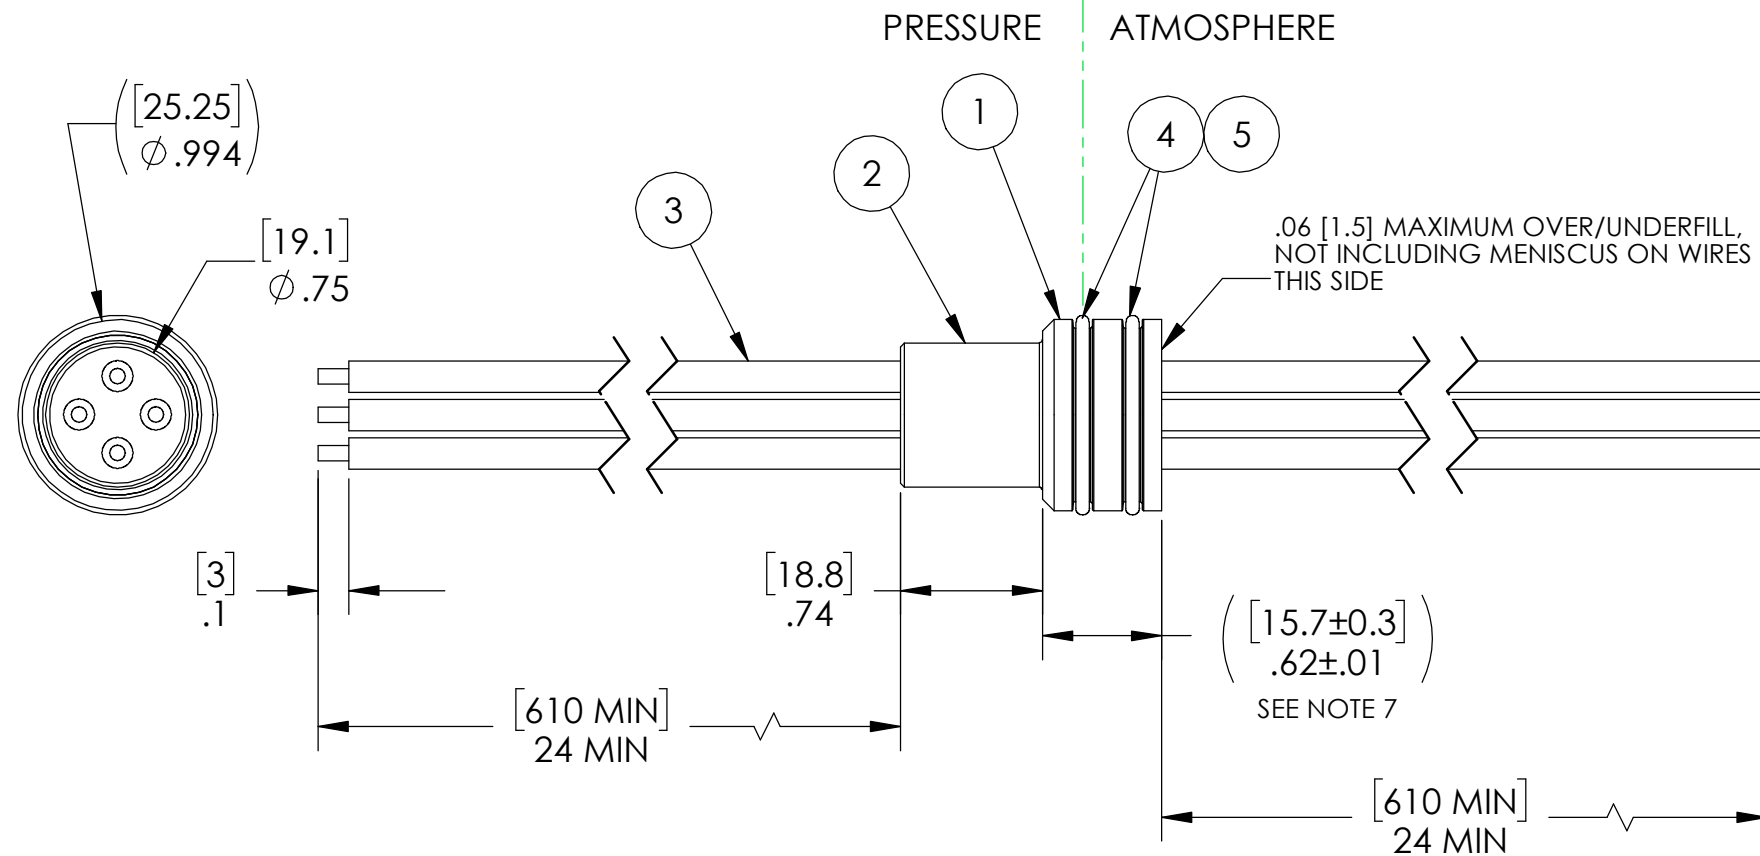 PRESSURE
ATMOSPHERE
[25.25]
∅ .994
[19.1]
∅ .75
1
2
3
4
5
.06 [1.5] MAXIMUM OVER/UNDERFILL,
NOT INCLUDING MENISCUS ON WIRES
THIS SIDE
[3]
.1
[18.8]
.74
[15.7±0.3]
.62±.01
SEE NOTE 7
[610 MIN]
24 MIN
[610 MIN]
24 MIN